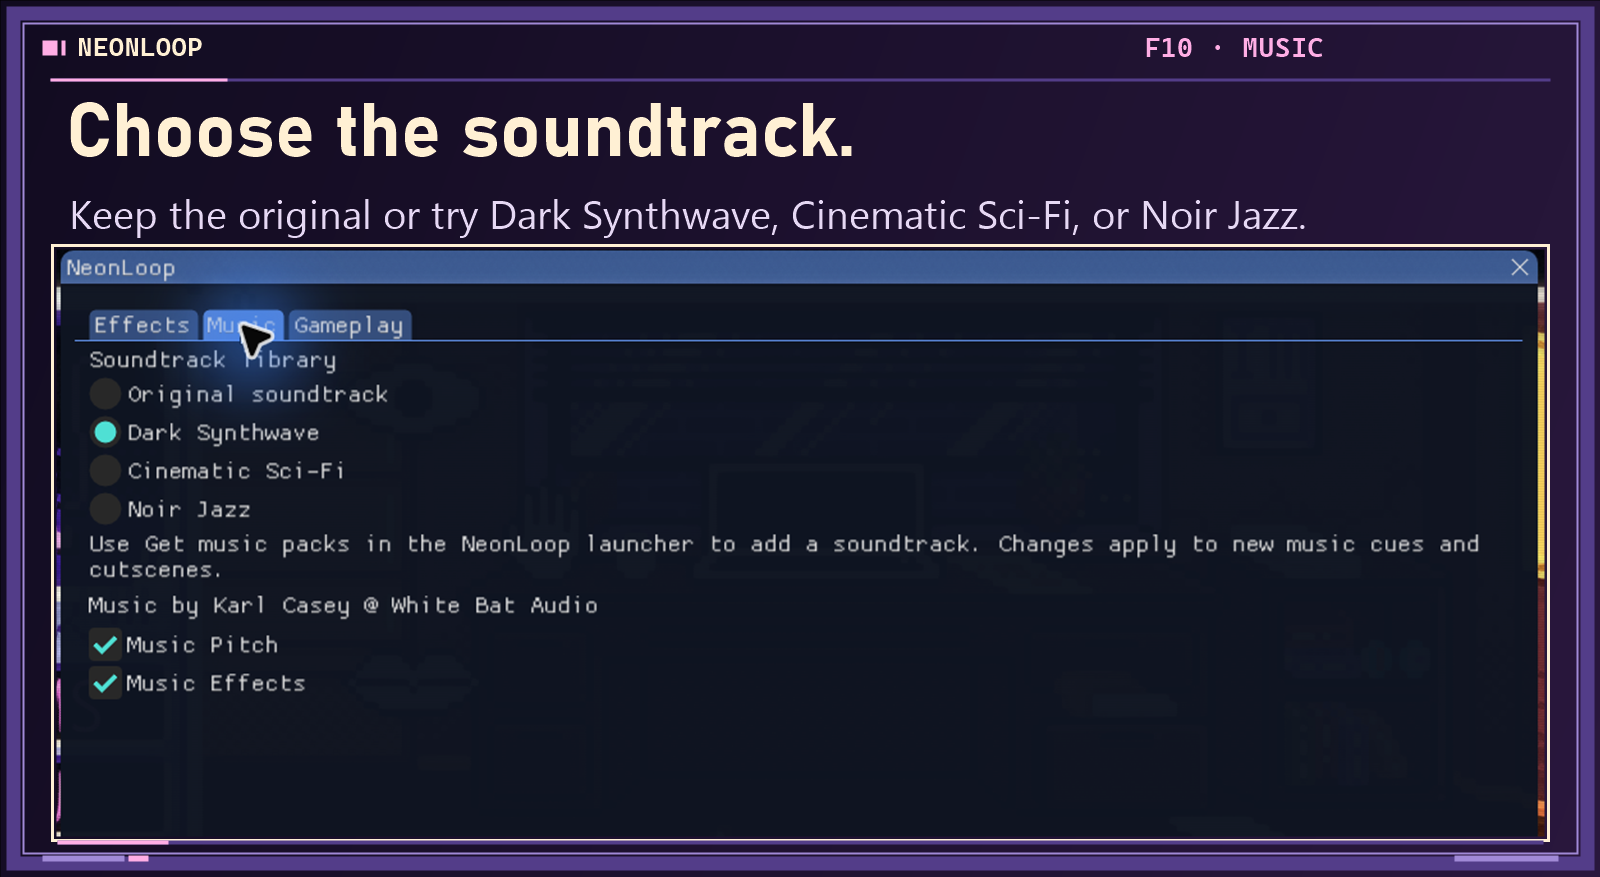 NEONLOOP
F10 · MUSIC
Choose the soundtrack.
Keep the original or try Dark Synthwave, Cinematic Sci-Fi, or Noir Jazz.
NeonLoop
Effects Music Gameplay
Soundtrack library
Original soundtrack
Dark Synthwave
Cinematic Sci-Fi
Noir Jazz
Use Get music packs in the NeonLoop launcher to add a soundtrack. Changes apply to new music cues and
cutscenes.
Music by Karl Casey @ White Bat Audio
Music Pitch
Music Effects